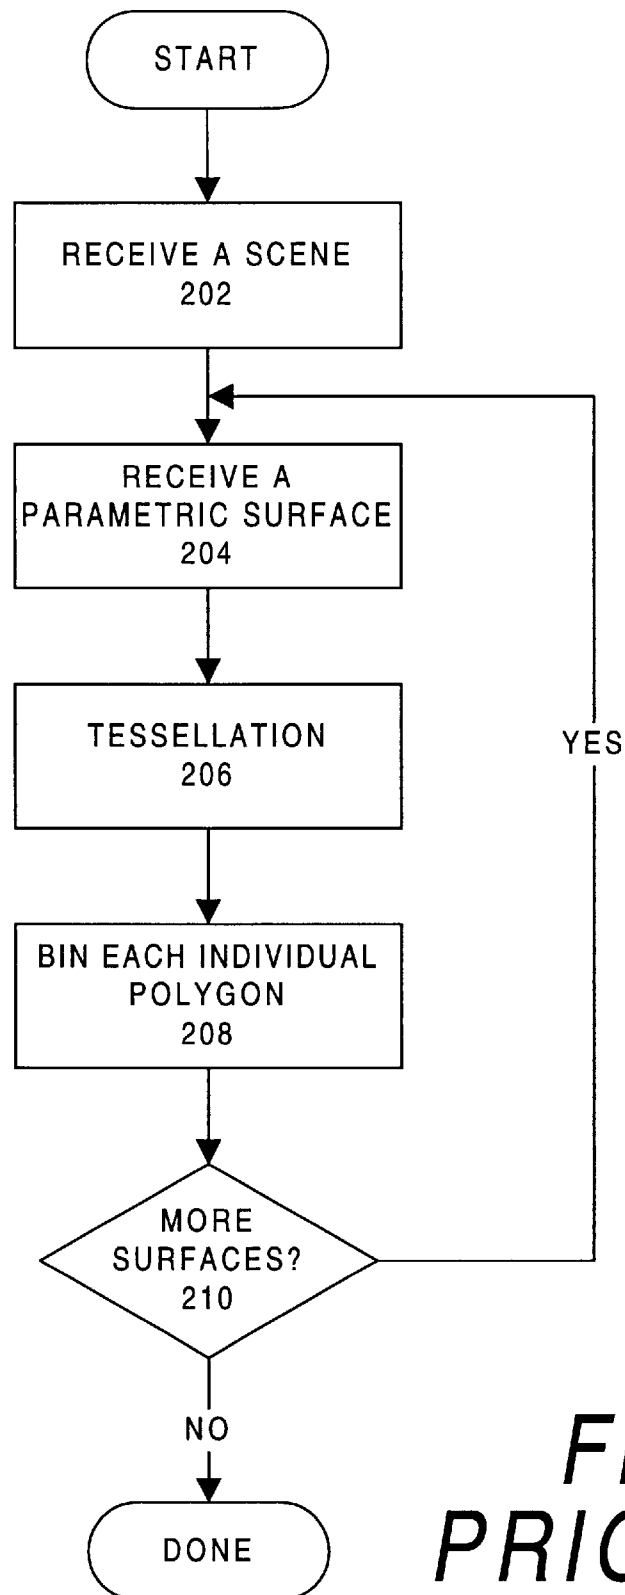 START
RECEIVE A SCENE
202
RECEIVE A
PARAMETRIC SURFACE
204
TESSELLATION
206
YES
BIN EACH INDIVIDUAL
POLYGON
208
MORE
SURFACES?
210
NO
DONE